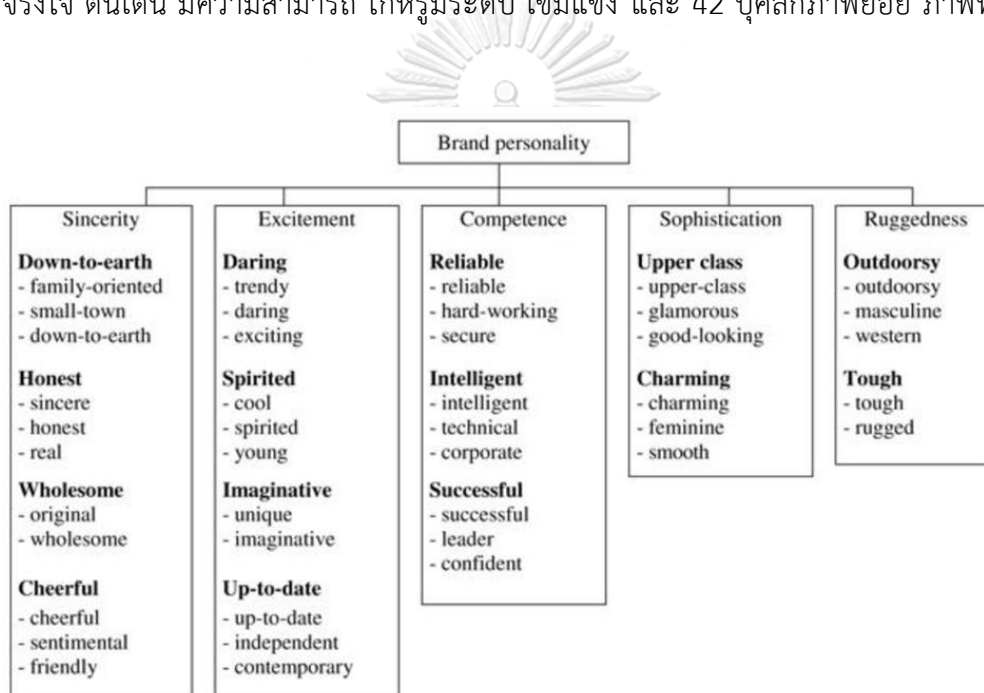 จริงใจ ตื่นเต้น มีความสามารถ โก้หรูมีระดับ เข้มแข็ง และ 42 บุคลิกภาพย่อย
Brand personality
Sincerity
Down-to-earth
- family-oriented
- small-town
- down-to-earth
Honest
- sincere
- honest
- real
Wholesome
- original
- wholesome
Cheerful
- cheerful
- sentimental
- friendly
Excitement
Daring
- trendy
- daring
- exciting
Spirited
- cool
- spirited
- young
Imaginative
- unique
- imaginative
Up-to-date
- up-to-date
- independent
- contemporary
Competence
Reliable
- reliable
- hard-working
- secure
Intelligent
- intelligent
- technical
- corporate
Successful
- successful
- leader
- confident
Sophistication
Upper class
- upper-class
- glamorous
- good-looking
Charming
- charming
- feminine
- smooth
Ruggedness
Outdoorsy
- outdoorsy
- masculine
- western
Tough
- tough
- rugged